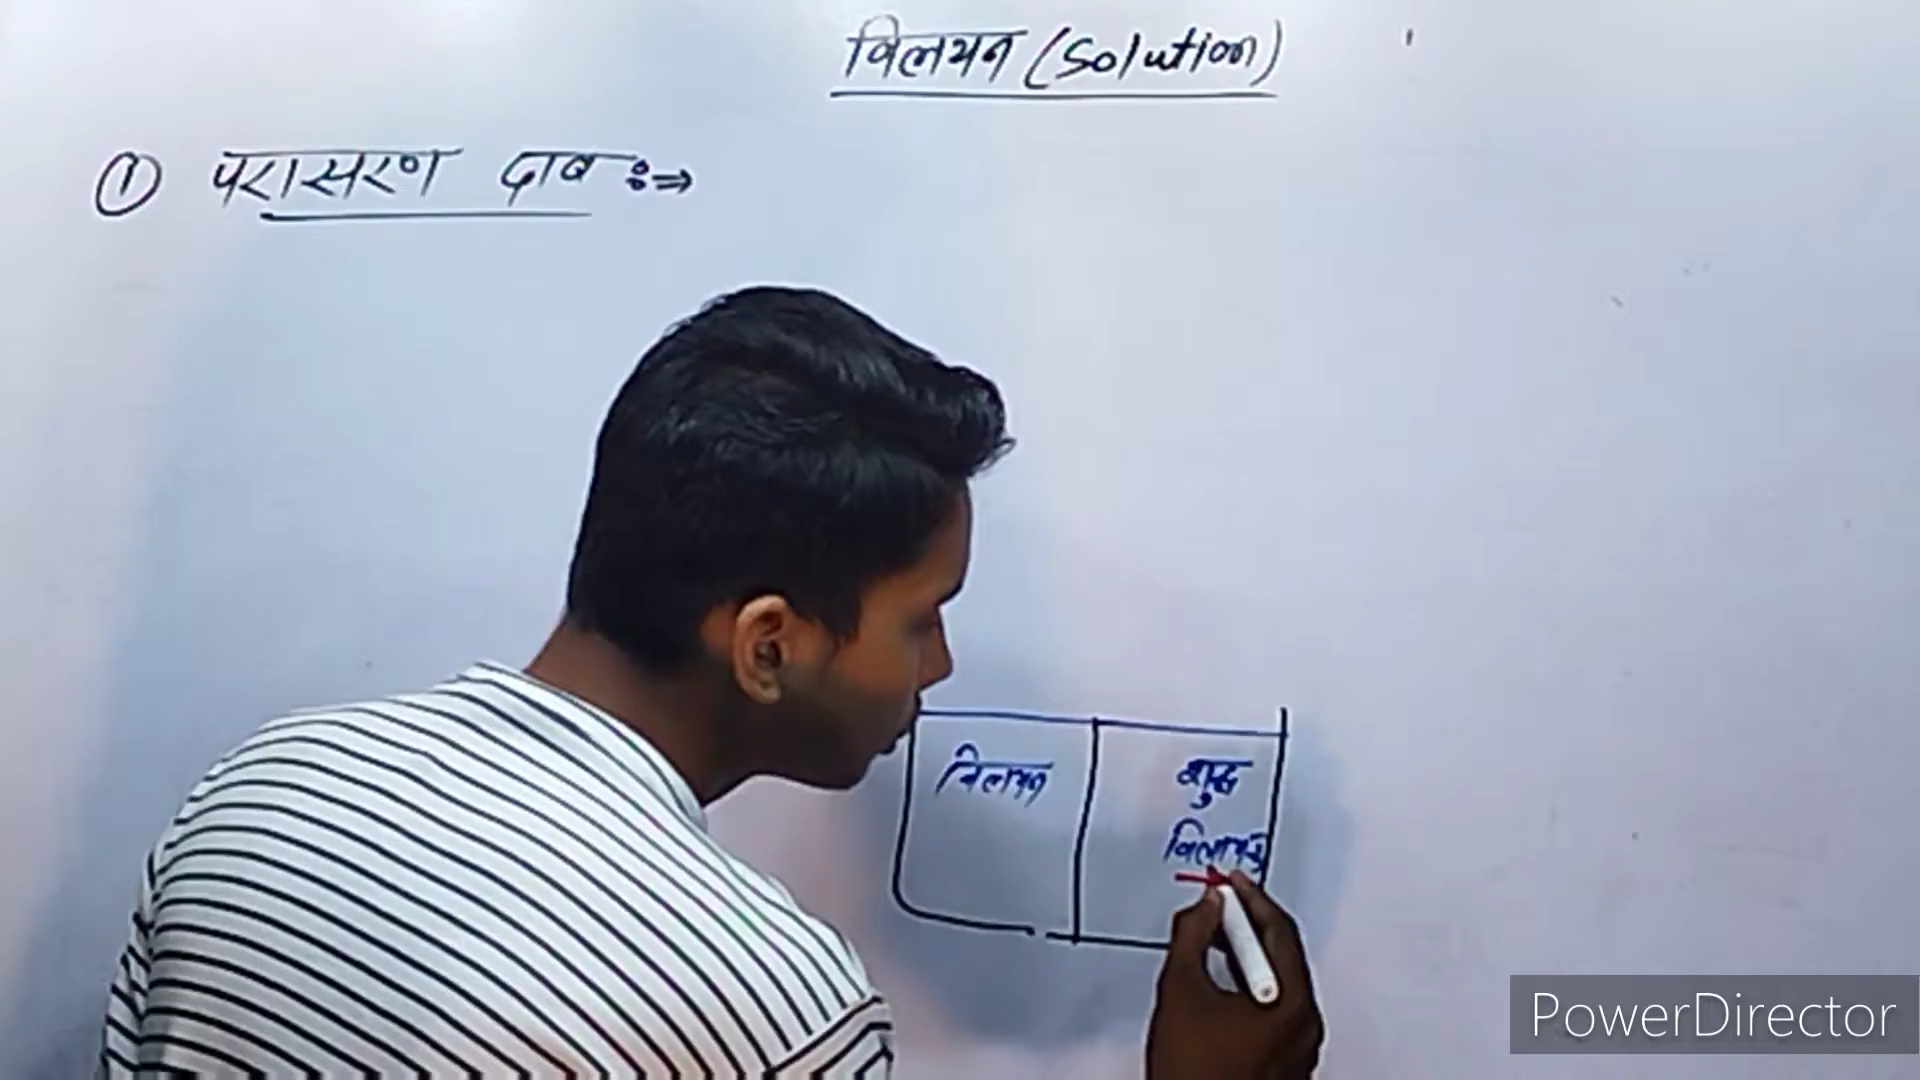 विलयन (Solution)
① परासरण दाब :⇒
विलयन
शुद्ध
विलायक
PowerDirector